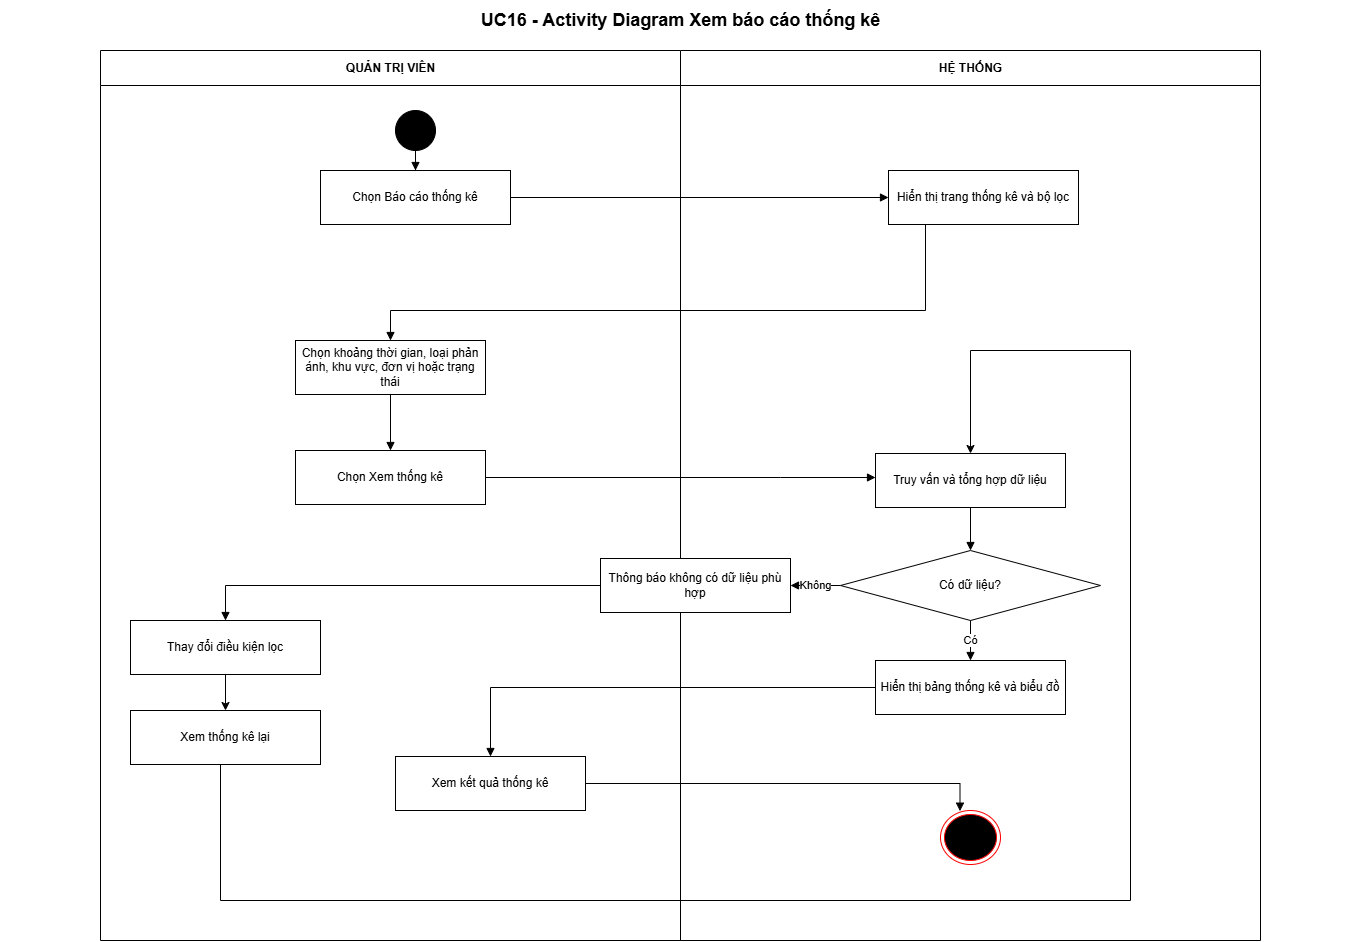 UC16 - Activity Diagram Xem báo cáo thống kê
QUẢN TRỊ VIÊN
HỆ THỐNG
Chọn Báo cáo thống kê
Hiển thị trang thống kê và bộ lọc
Chọn khoảng thời gian, loại phản
ánh, khu vực, đơn vị hoặc trạng
thái
Chọn Xem thống kê
Truy vấn và tổng hợp dữ liệu
Thông báo không có dữ liệu phù
hợp
Không
Có dữ liệu?
Có
Thay đổi điều kiện lọc
Hiển thị bảng thống kê và biểu đồ
Xem thống kê lại
Xem kết quả thống kê